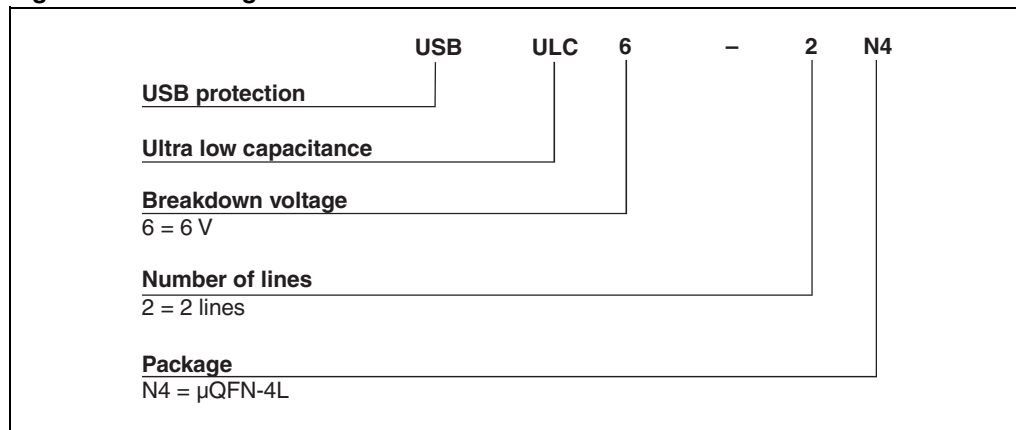 USB ULC 6 – 2 N4
USB protection
Ultra low capacitance
Breakdown voltage
6 = 6 V
Number of lines
2 = 2 lines
Package
N4 = µQFN-4L